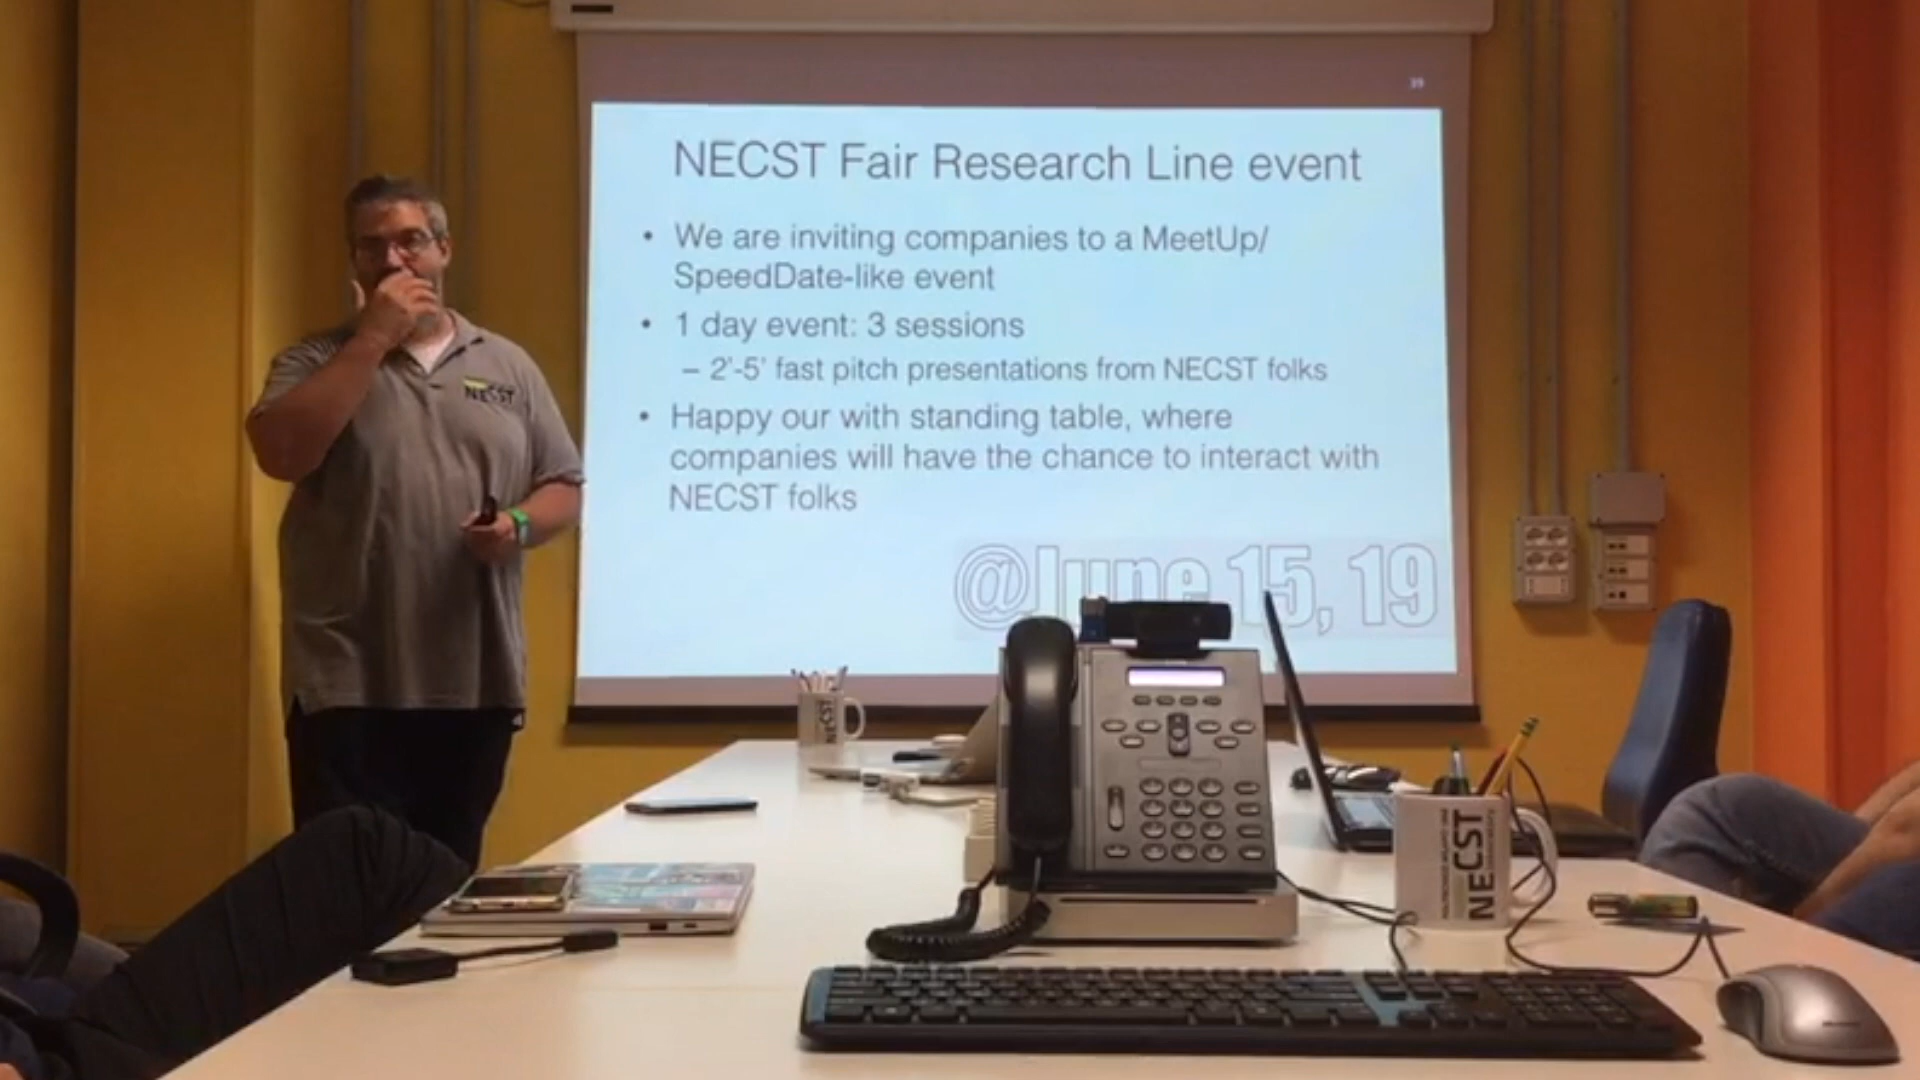 39
NECST Fair Research Line event
• We are inviting companies to a MeetUp/
SpeedDate-like event
• 1 day event: 3 sessions
– 2'-5' fast pitch presentations from NECST folks
• Happy our with standing table, where
companies will have the chance to interact with
NECST folks
@June 15, 19
NECST
NECST
NECST
laboratory